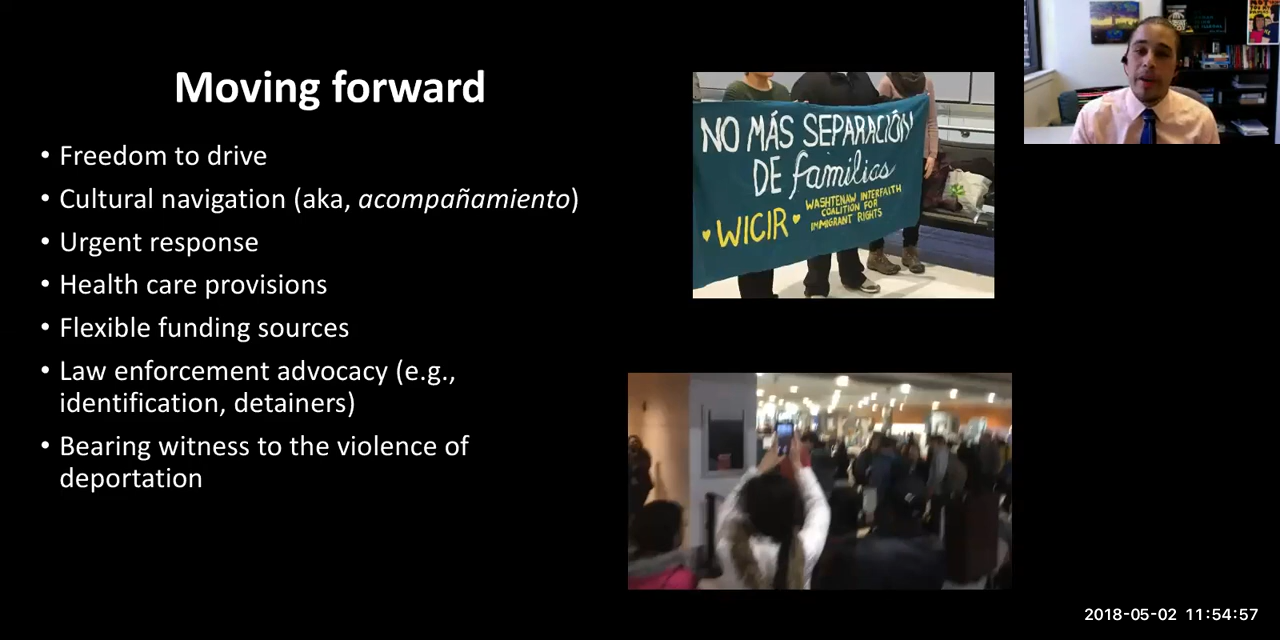 Moving forward
• Freedom to drive
• Cultural navigation (aka, acompañamiento)
• Urgent response
• Health care provisions
• Flexible funding sources
• Law enforcement advocacy (e.g.,
identification, detainers)
• Bearing witness to the violence of
deportation
NO MÁS SEPARACIÓN
DE familias
WICIR
WASHTENAW INTERFAITH
COALITION FOR
IMMIGRANT RIGHTS
2018-05-02 11:54:57